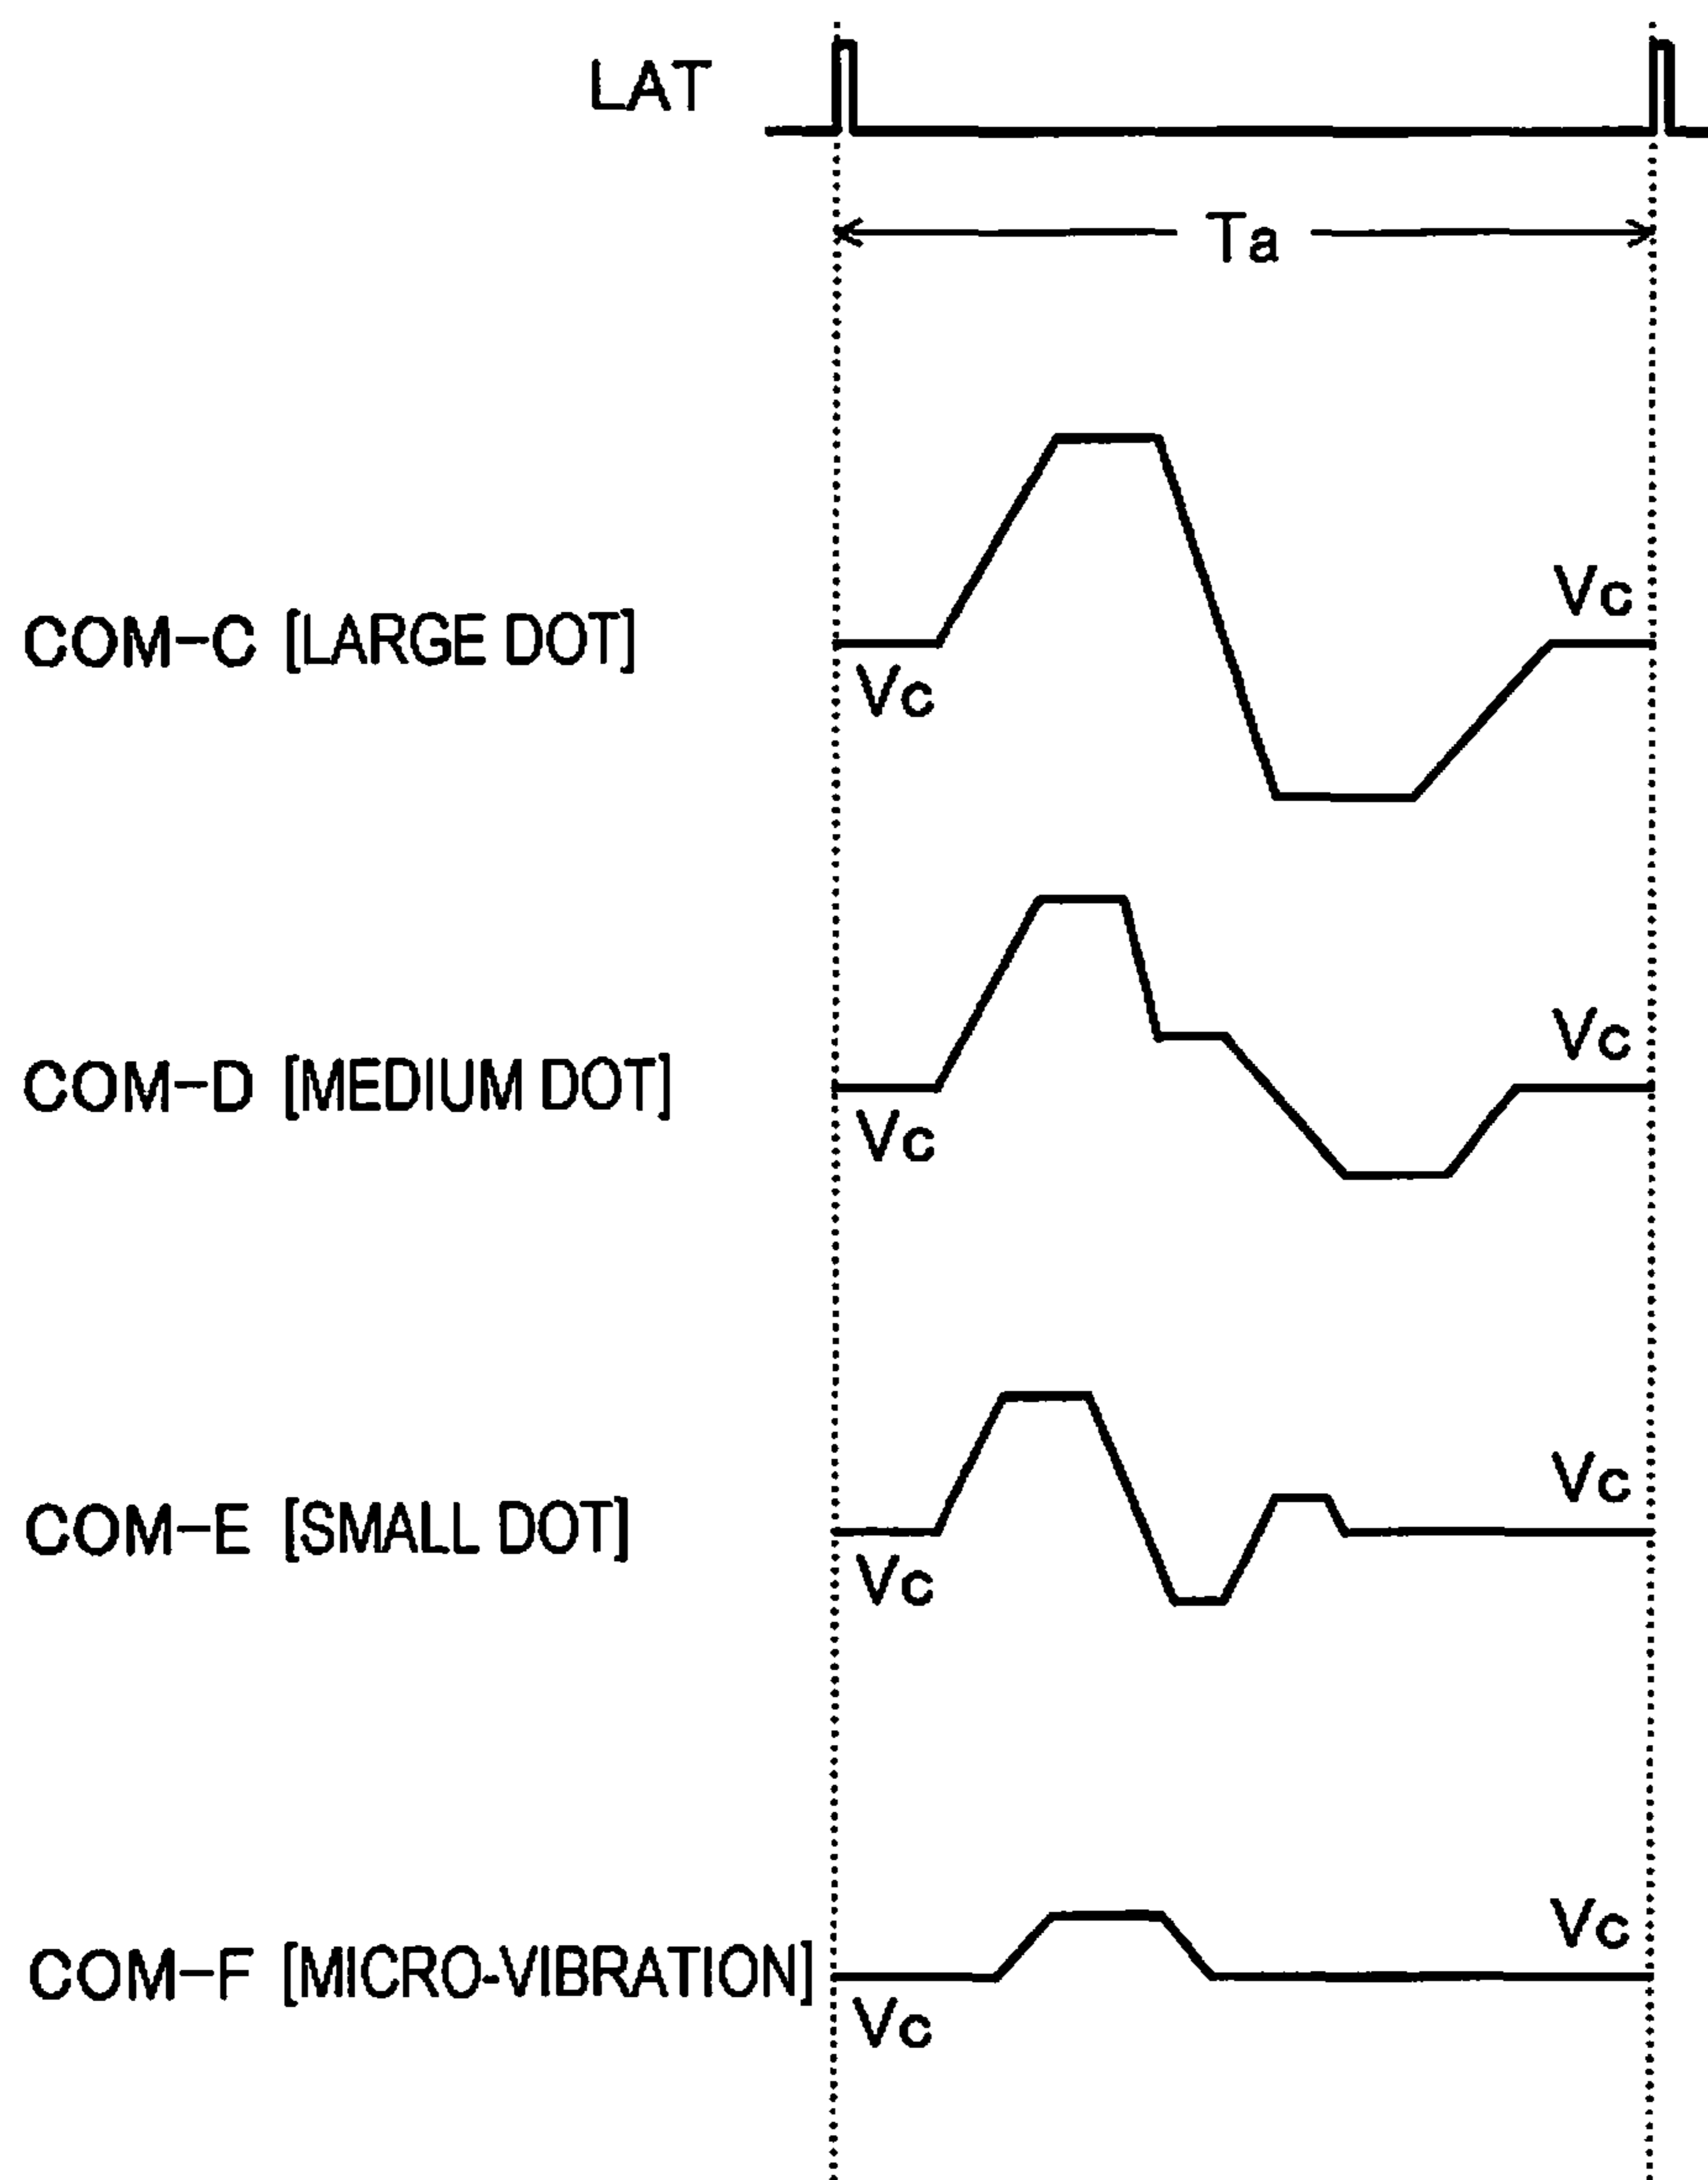 LAT
Ta
Vc
COM-C [LARGE DOT]
Vc
Vc
COM-D [MEDIUM DOT]
Vc
Vc
COM-E [SMALL DOT]
Vc
Vc
COM-F [MICRO-VIBRATION]
Vc